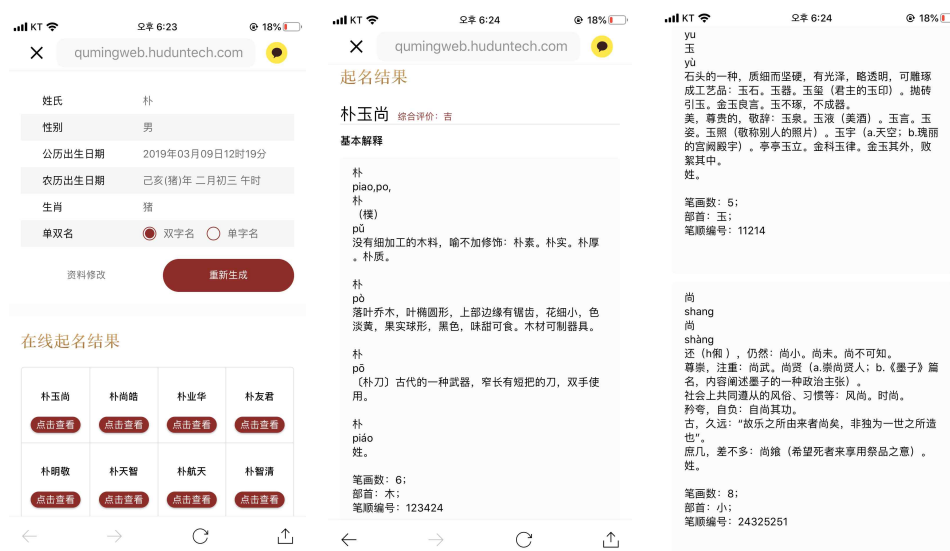 KT
오후 6:23
18%
qumingweb.huduntech.com
姓氏 朴
性别 男
公历出生日期 2019年03月09日12时19分
农历出生日期 己亥(猪)年 二月初三 午时
生肖 猪
单双名 双字名 单字名
资料修改 重新生成
在线起名结果
朴玉尚 朴尚皓 朴业华 朴友君
点击查看 点击查看 点击查看 点击查看
朴明敬 朴天智 朴航天 朴智清
点击查看 点击查看 点击查看 点击查看
KT
오후 6:24
18%
qumingweb.huduntech.com
起名结果
朴玉尚 综合评价：吉
基本解释
朴
piao,po,
朴
（樸）
pǔ
没有细加工的木料，喻不加修饰：朴素。朴实。朴厚
。朴质。
朴
pò
落叶乔木，叶椭圆形，上部边缘有锯齿，花细小，色
淡黄，果实球形，黑色，味甜可食。木材可制器具。
朴
pō
〔朴刀〕古代的一种武器，窄长有短把的刀，双手使
用。
朴
piáo
姓。
笔画数：6；
部首：木；
笔顺编号：123424
KT
오후 6:24
18%
yu
玉
yù
石头的一种，质细而坚硬，有光泽，略透明，可雕琢
成工艺品：玉石。玉器。玉玺（君主的玉印）。抛砖
引玉。金玉良言。玉不琢，不成器。
美，尊贵的，敬辞：玉泉。玉液（美酒）。玉言。玉
姿。玉照（敬称别人的照片）。玉宇（a.天空；b.瑰丽
的宫阙殿宇）。亭亭玉立。金科玉律。金玉其外，败
絮其中。
姓。
笔画数：5；
部首：玉；
笔顺编号：11214
尚
shang
尚
shàng
还（h俰 ），仍然：尚小。尚未。尚不可知。
尊崇，注重：尚武。尚贤（a.崇尚贤人；b.《墨子》篇
名，内容阐述墨子的一种政治主张）。
社会上共同遵从的风俗、习惯等：风尚。时尚。
矜夸，自负：自尚其功。
古，久远：“故乐之所由来者尚矣，非独为一世之所造
也”。
庶几，差不多：尚飨（希望死者来享用祭品之意）。
姓。
笔画数：8；
部首：小；
笔顺编号：24325251